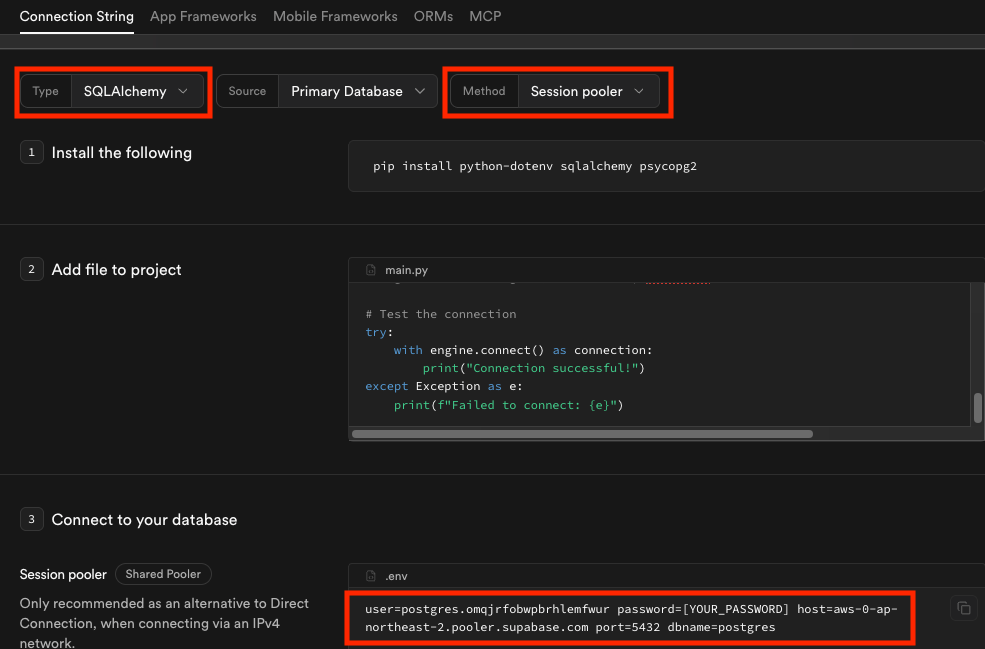 Connection String App Frameworks Mobile Frameworks ORMs MCP
Type SQLAlchemy Source Primary Database Method Session pooler
1 Install the following
pip install python-dotenv sqlalchemy psycopg2
2 Add file to project
main.py
# Test the connection
try:
with engine.connect() as connection:
print("Connection successful!")
except Exception as e:
print(f"Failed to connect: {e}")
3 Connect to your database
Session pooler Shared Pooler
Only recommended as an alternative to Direct
Connection, when connecting via an IPv4
network.
.env
user=postgres.omqjrfobwpbrhlemfwur password=[YOUR_PASSWORD] host=aws-0-ap-
northeast-2.pooler.supabase.com port=5432 dbname=postgres